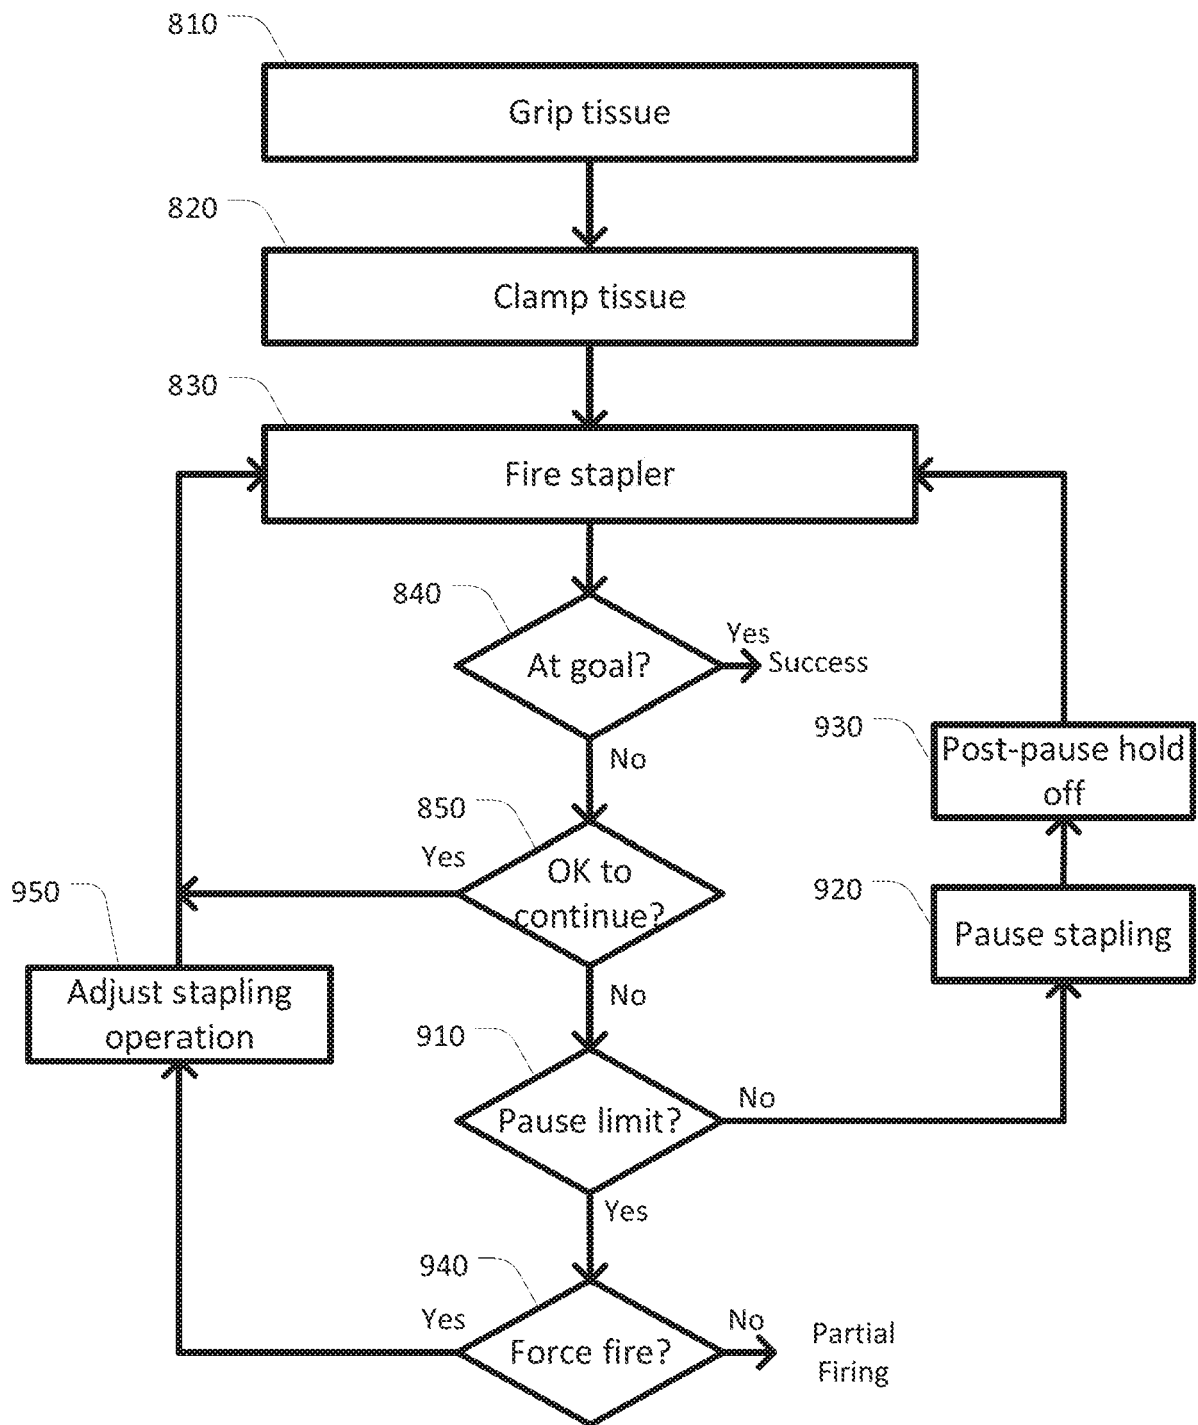 810
Grip tissue
820
Clamp tissue
830
Fire stapler
840
At goal?
Yes
Success
No
930
Post-pause hold
off
850
Yes
OK to
continue?
950
920
Pause stapling
Adjust stapling
operation
No
910
Pause limit?
No
Yes
940
Yes
Force fire?
No
Partial
Firing